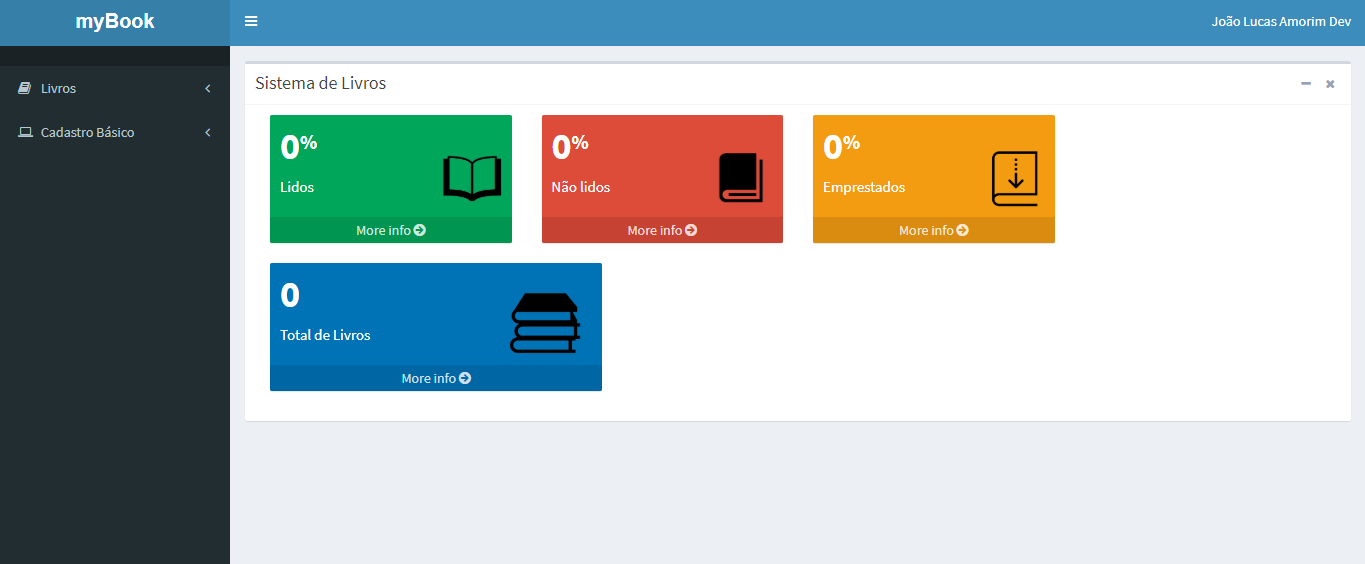 myBook
João Lucas Amorim Dev
Livros
Cadastro Básico
Sistema de Livros
0%
Lidos
More info
0%
Não lidos
More info
0%
Emprestados
More info
0
Total de Livros
More info